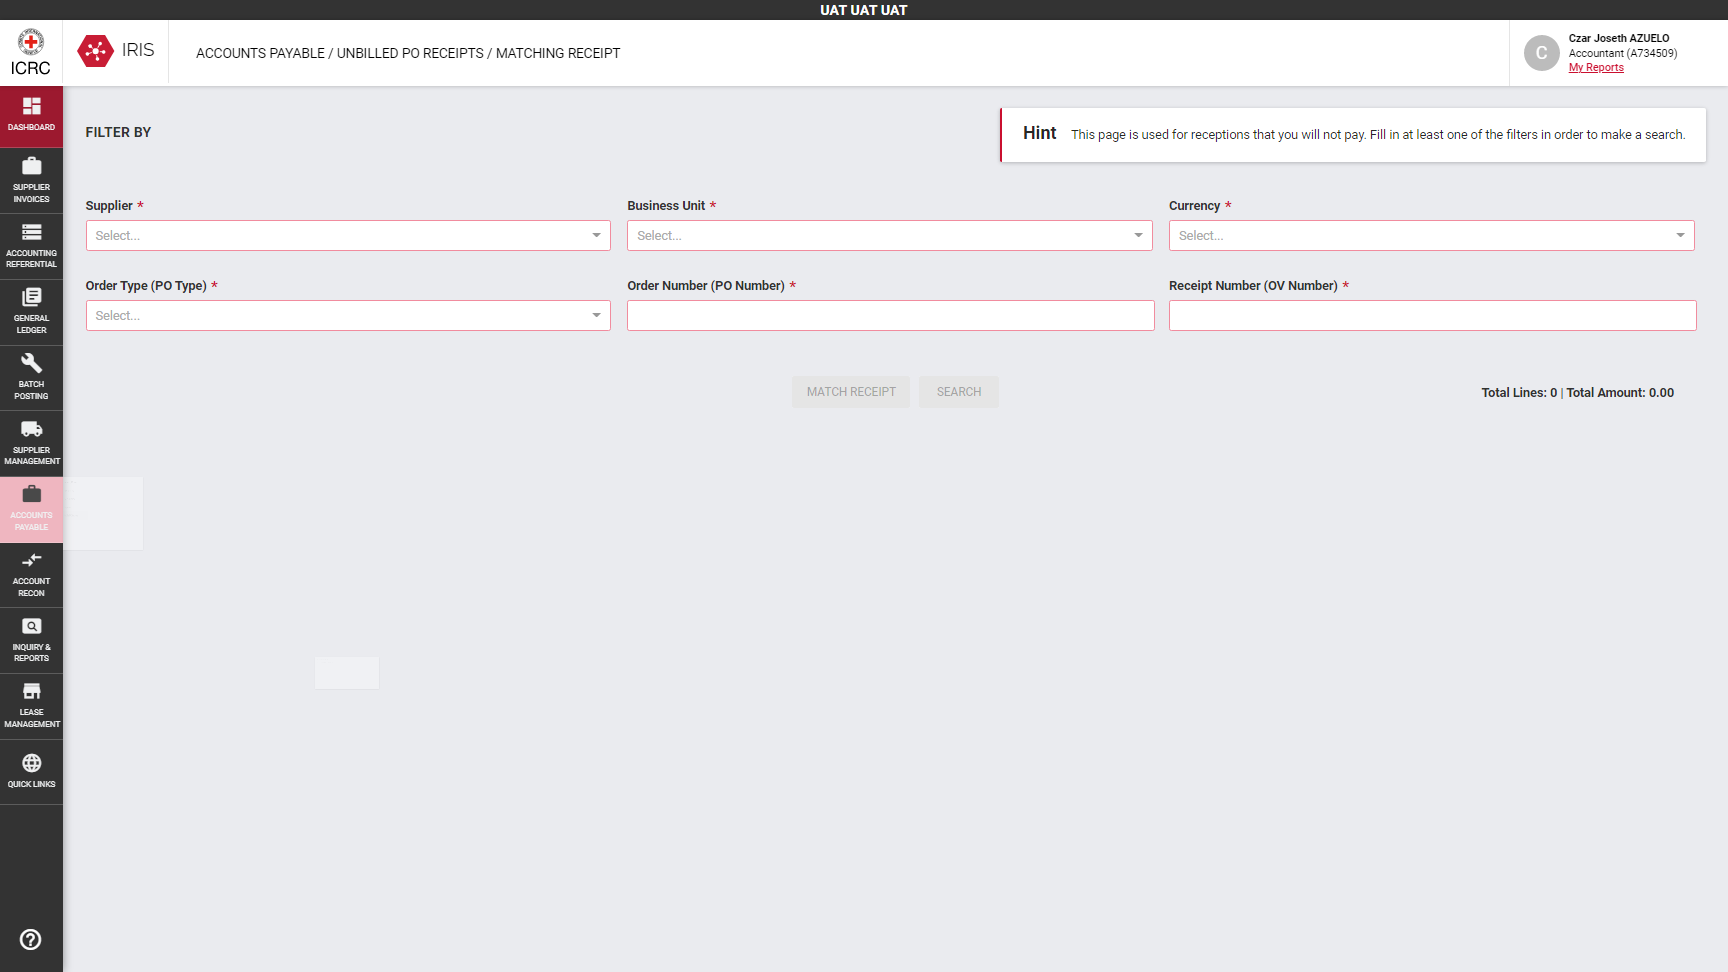 UAT UAT UAT
ICRC
IRIS
ACCOUNTS PAYABLE / UNBILLED PO RECEIPTS / MATCHING RECEIPT
C
Czar Joseth AZUELO
Accountant (A734509)
My Reports
DASHBOARD
SUPPLIER
INVOICES
ACCOUNTING
REFERENTIAL
GENERAL
LEDGER
BATCH
POSTING
SUPPLIER
MANAGEMENT
ACCOUNTS
PAYABLE
ACCOUNT
RECON
INQUIRY &
REPORTS
LEASE
MANAGEMENT
QUICK LINKS
FILTER BY
Hint This page is used for receptions that you will not pay. Fill in at least one of the filters in order to make a search.
Supplier * Business Unit * Currency *
Select... Select... Select...
Order Type (PO Type) * Order Number (PO Number) * Receipt Number (OV Number) *
Select...
MATCH RECEIPT SEARCH Total Lines: 0 | Total Amount: 0.00